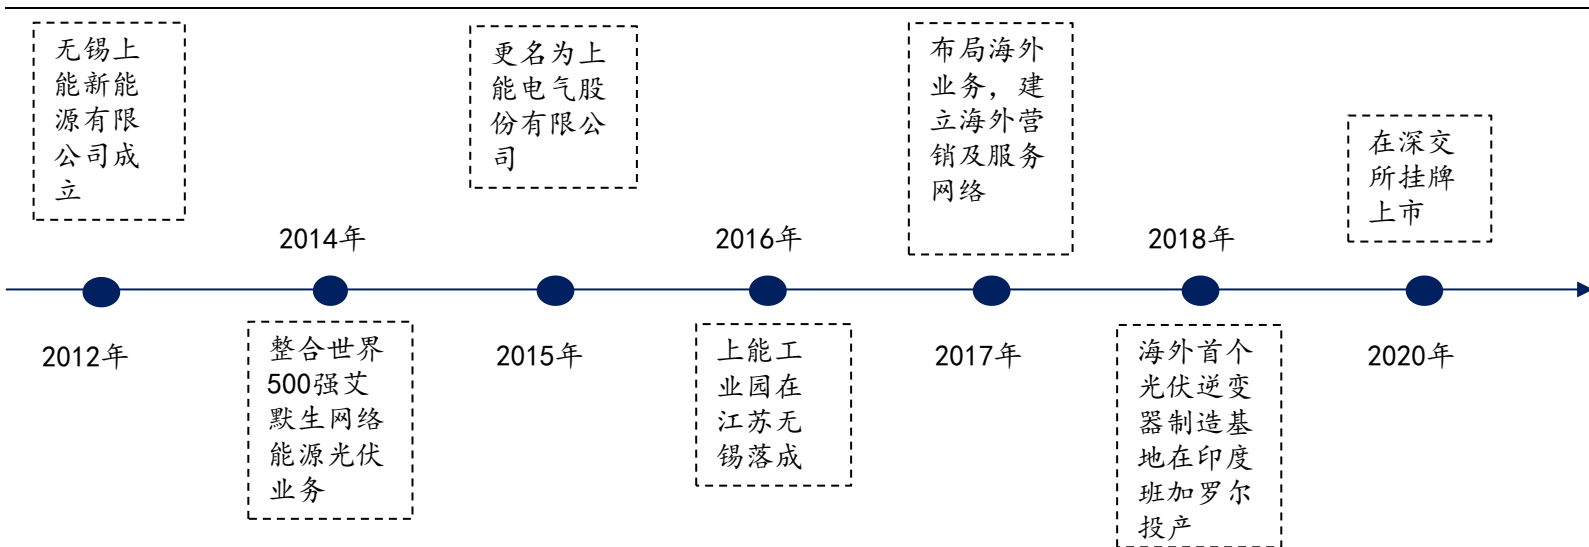 无锡上
能新能
源有限
公司成
立
2012年
2014年
整合世界
500强艾
默生网络
能源光伏
业务
更名为上
能电气股
份有限公
司
2015年
2016年
上能工
业园在
江苏无
锡落成
布局海外
业务，建
立海外营
销及服务
网络
2017年
2018年
海外首个
光伏逆变
器制造基
地在印度
班加罗尔
投产
在深交
所挂牌
上市
2020年